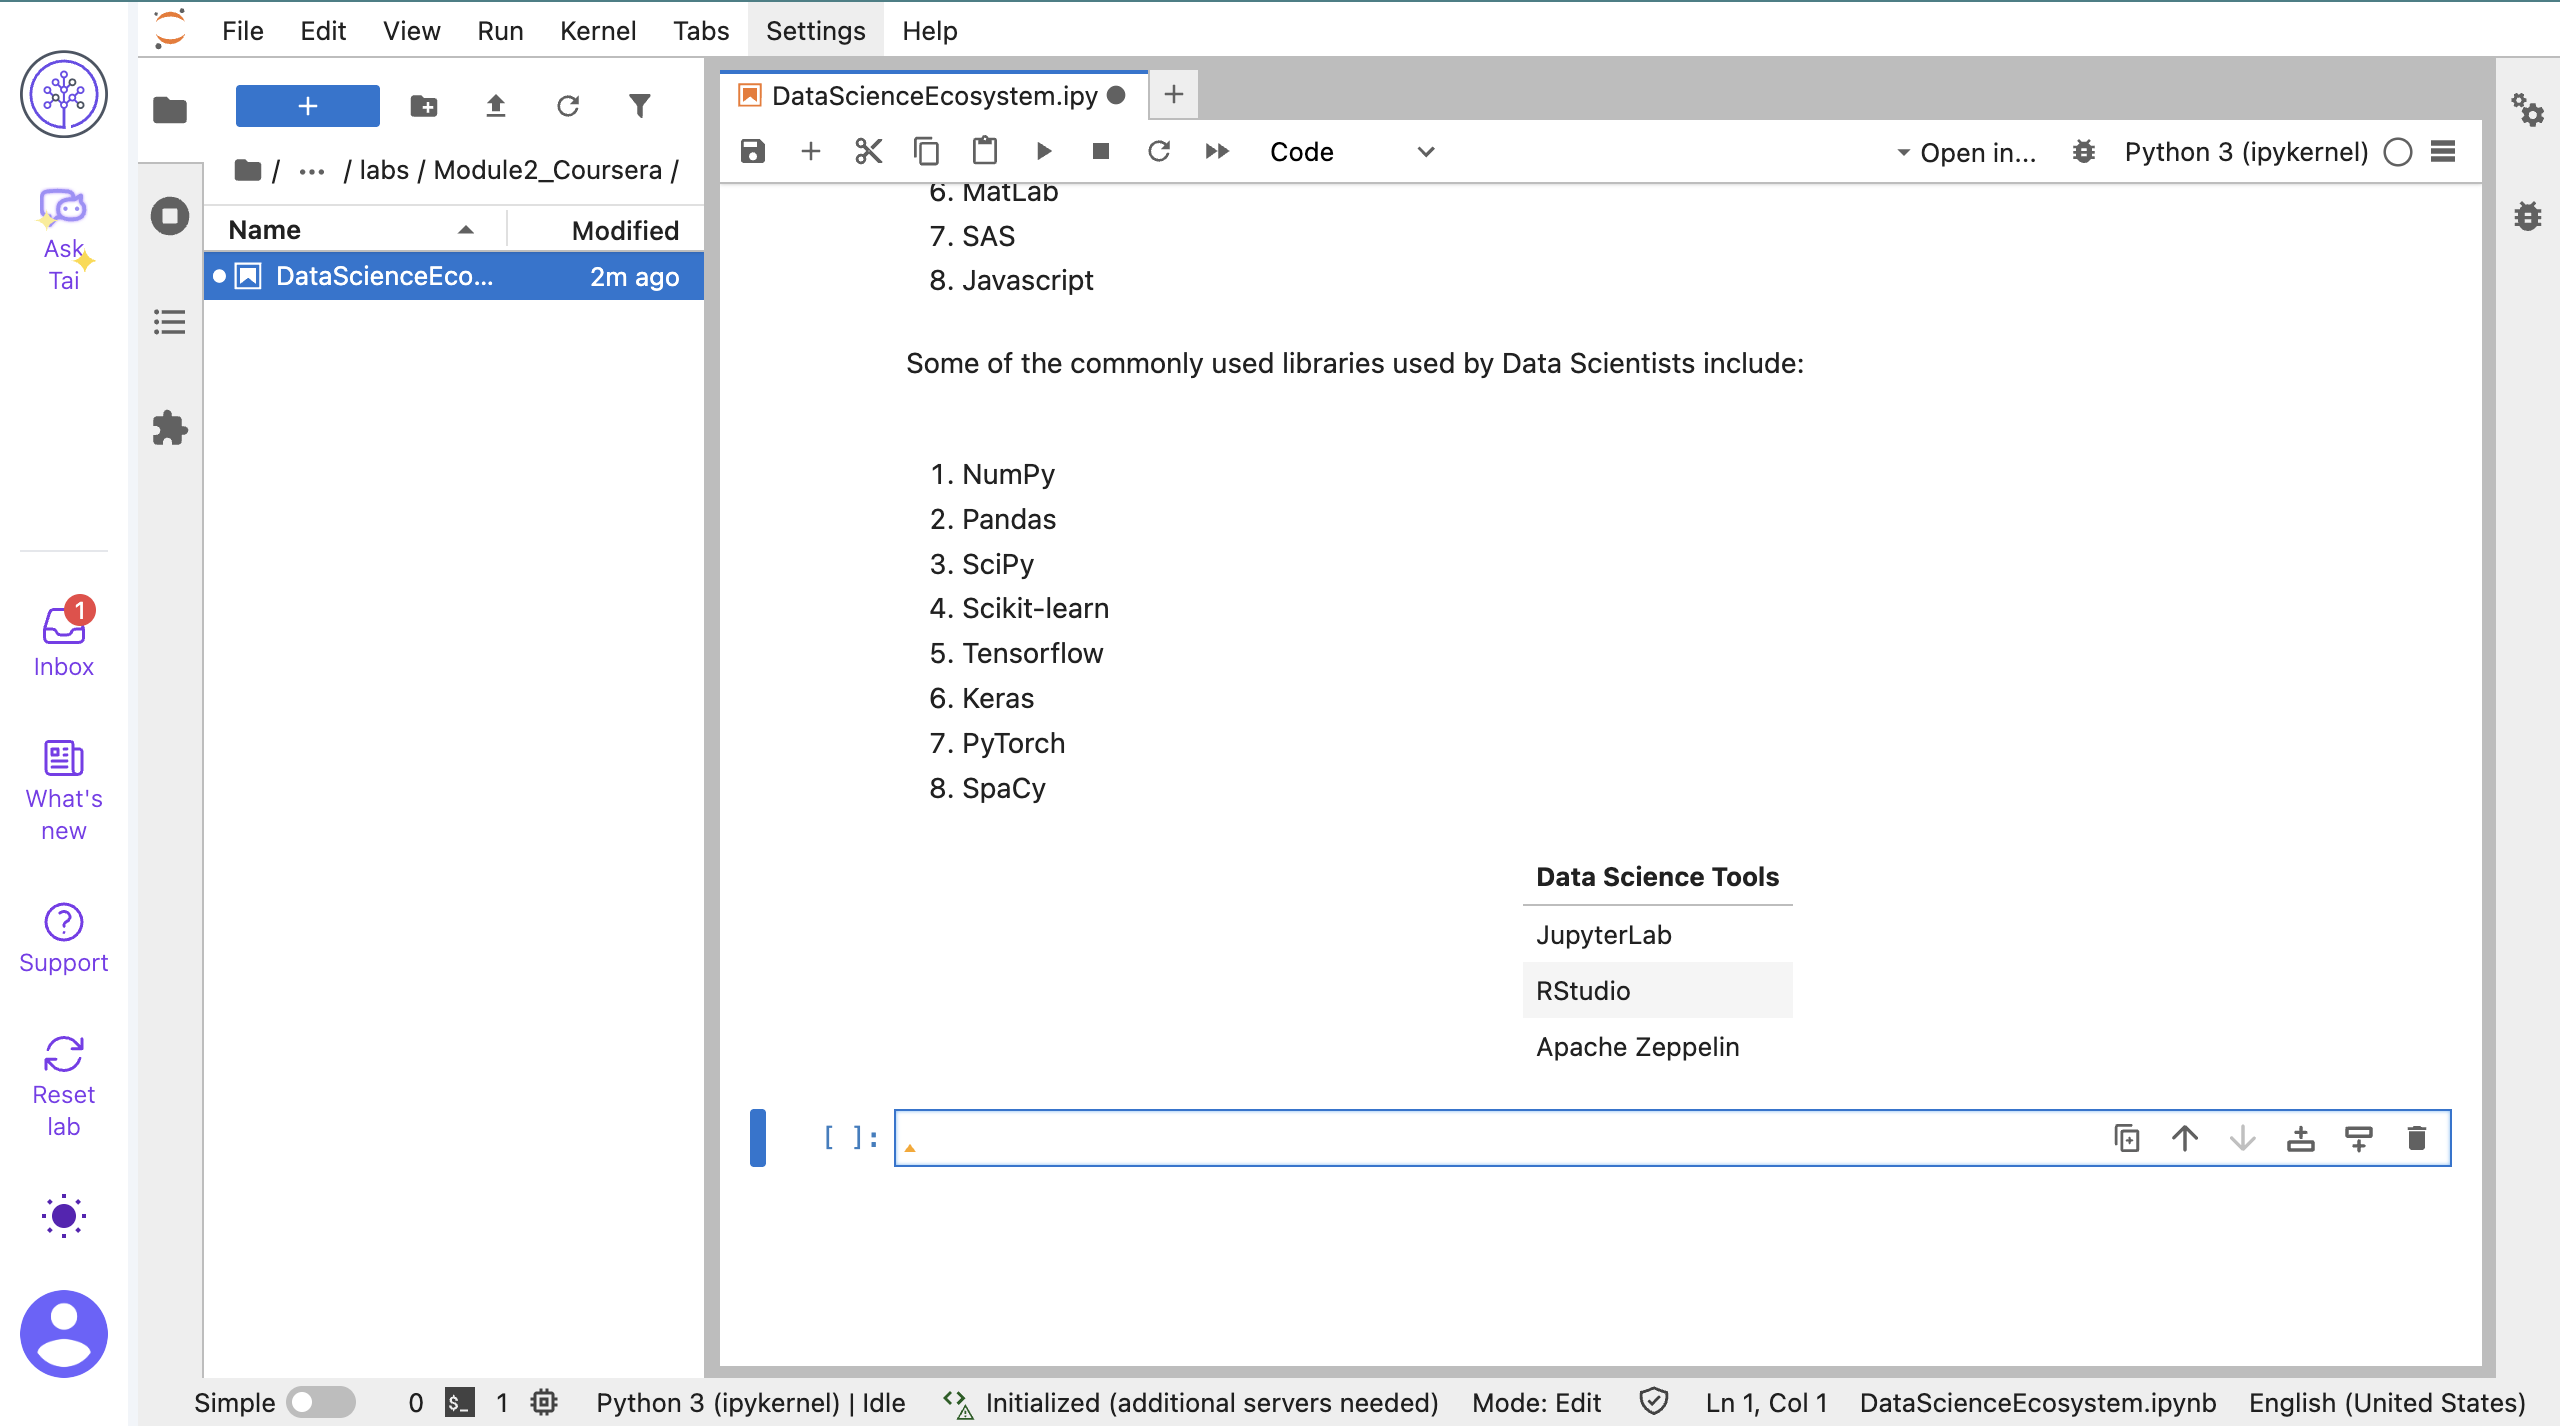 File Edit View Run Kernel Tabs Settings Help
DataScienceEcosystem.ipy
Code
Open in...
Python 3 (ipykernel)
/ ... / labs / Module2_Coursera /
Name Modified
DataScienceEco... 2m ago
Ask
Tai
1
Inbox
What's
new
Support
Reset
lab
6. MatLab
7. SAS
8. Javascript
Some of the commonly used libraries used by Data Scientists include:
1. NumPy
2. Pandas
3. SciPy
4. Scikit-learn
5. Tensorflow
6. Keras
7. PyTorch
8. SpaCy
Data Science Tools
JupyterLab
RStudio
Apache Zeppelin
[ ]:
Simple 0 $_ 1 Python 3 (ipykernel) | Idle Initialized (additional servers needed) Mode: Edit Ln 1, Col 1 DataScienceEcosystem.ipynb English (United States)